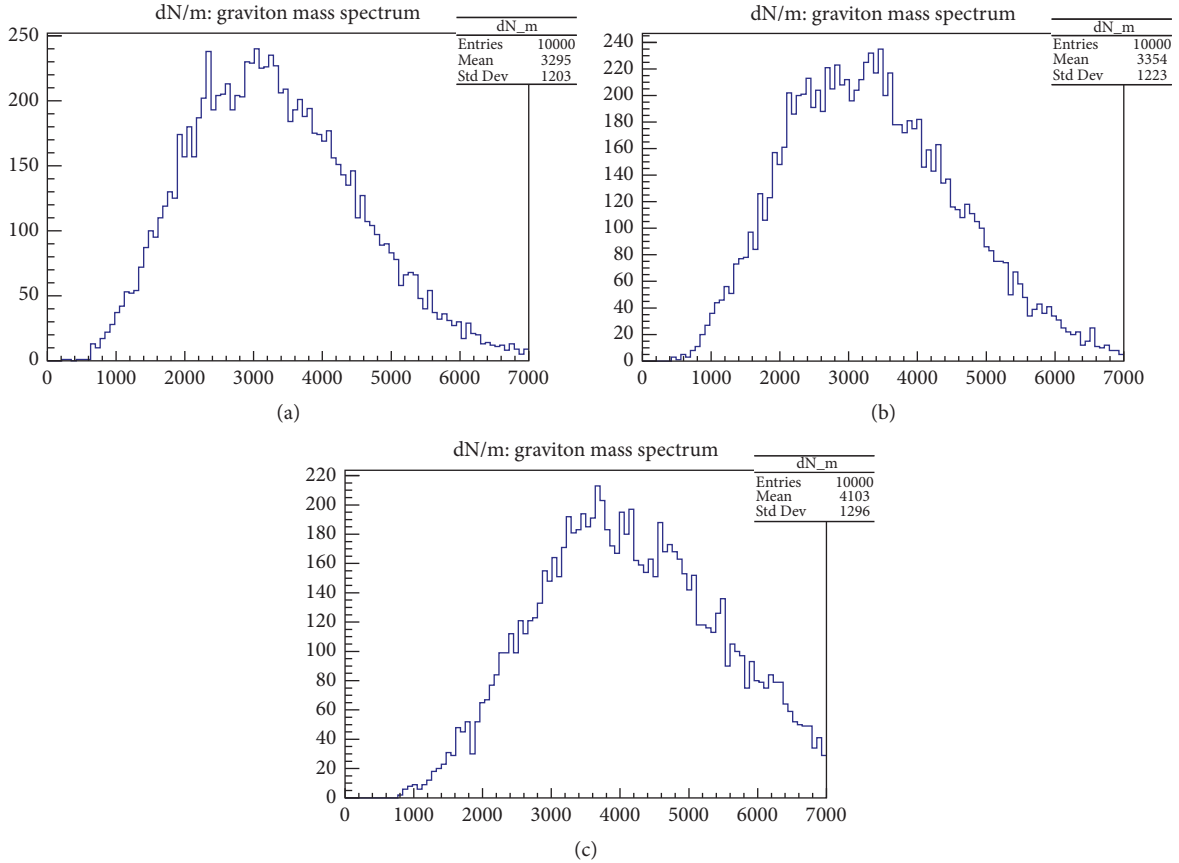 dN/m: graviton mass spectrum
dN_m
Entries 10000
Mean 3295
Std Dev 1203
250
200
150
100
50
0
0 1000 2000 3000 4000 5000 6000 7000
(a)
dN/m: graviton mass spectrum
dN_m
Entries 10000
Mean 3354
Std Dev 1223
240
220
200
180
160
140
120
100
80
60
40
20
0
0 1000 2000 3000 4000 5000 6000 7000
(b)
dN/m: graviton mass spectrum
dN_m
Entries 10000
Mean 4103
Std Dev 1296
220
200
180
160
140
120
100
80
60
40
20
0
0 1000 2000 3000 4000 5000 6000 7000
(c)